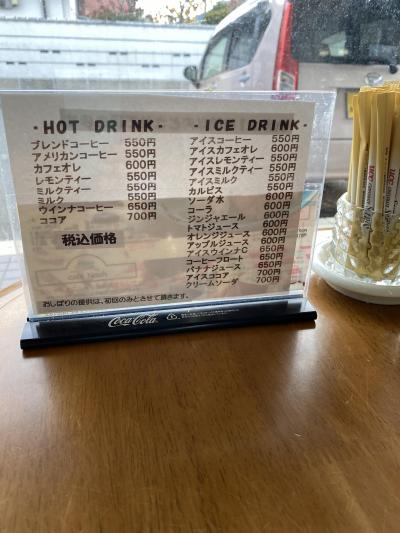 -HOT DRINK-
ブレンドコーヒー 550円
アメリカンコーヒー 550円
カフェオレ 600円
レモンティー 550円
ミルクティー 550円
ミルク 550円
ウインナコーヒー 650円
ココア 700円
税込価格
-ICE DRINK-
アイスコーヒー 550円
アイスカフェオレ 600円
アイスレモンティー 550円
アイスミルクティー 550円
アイスミルク 550円
カルピス 550円
ソーダ水 600円
コーラ 600円
ジンジャエール 600円
トマトジュース 600円
オレンジジュース 600円
アップルジュース 600円
アイスウインナC 650円
コーヒーフロート 650円
バナナジュース 650円
アイスココア 700円
クリームソーダ 700円
おしぼりの提供は、初回のみとさせて頂きます。
Coca-Cola
UCC